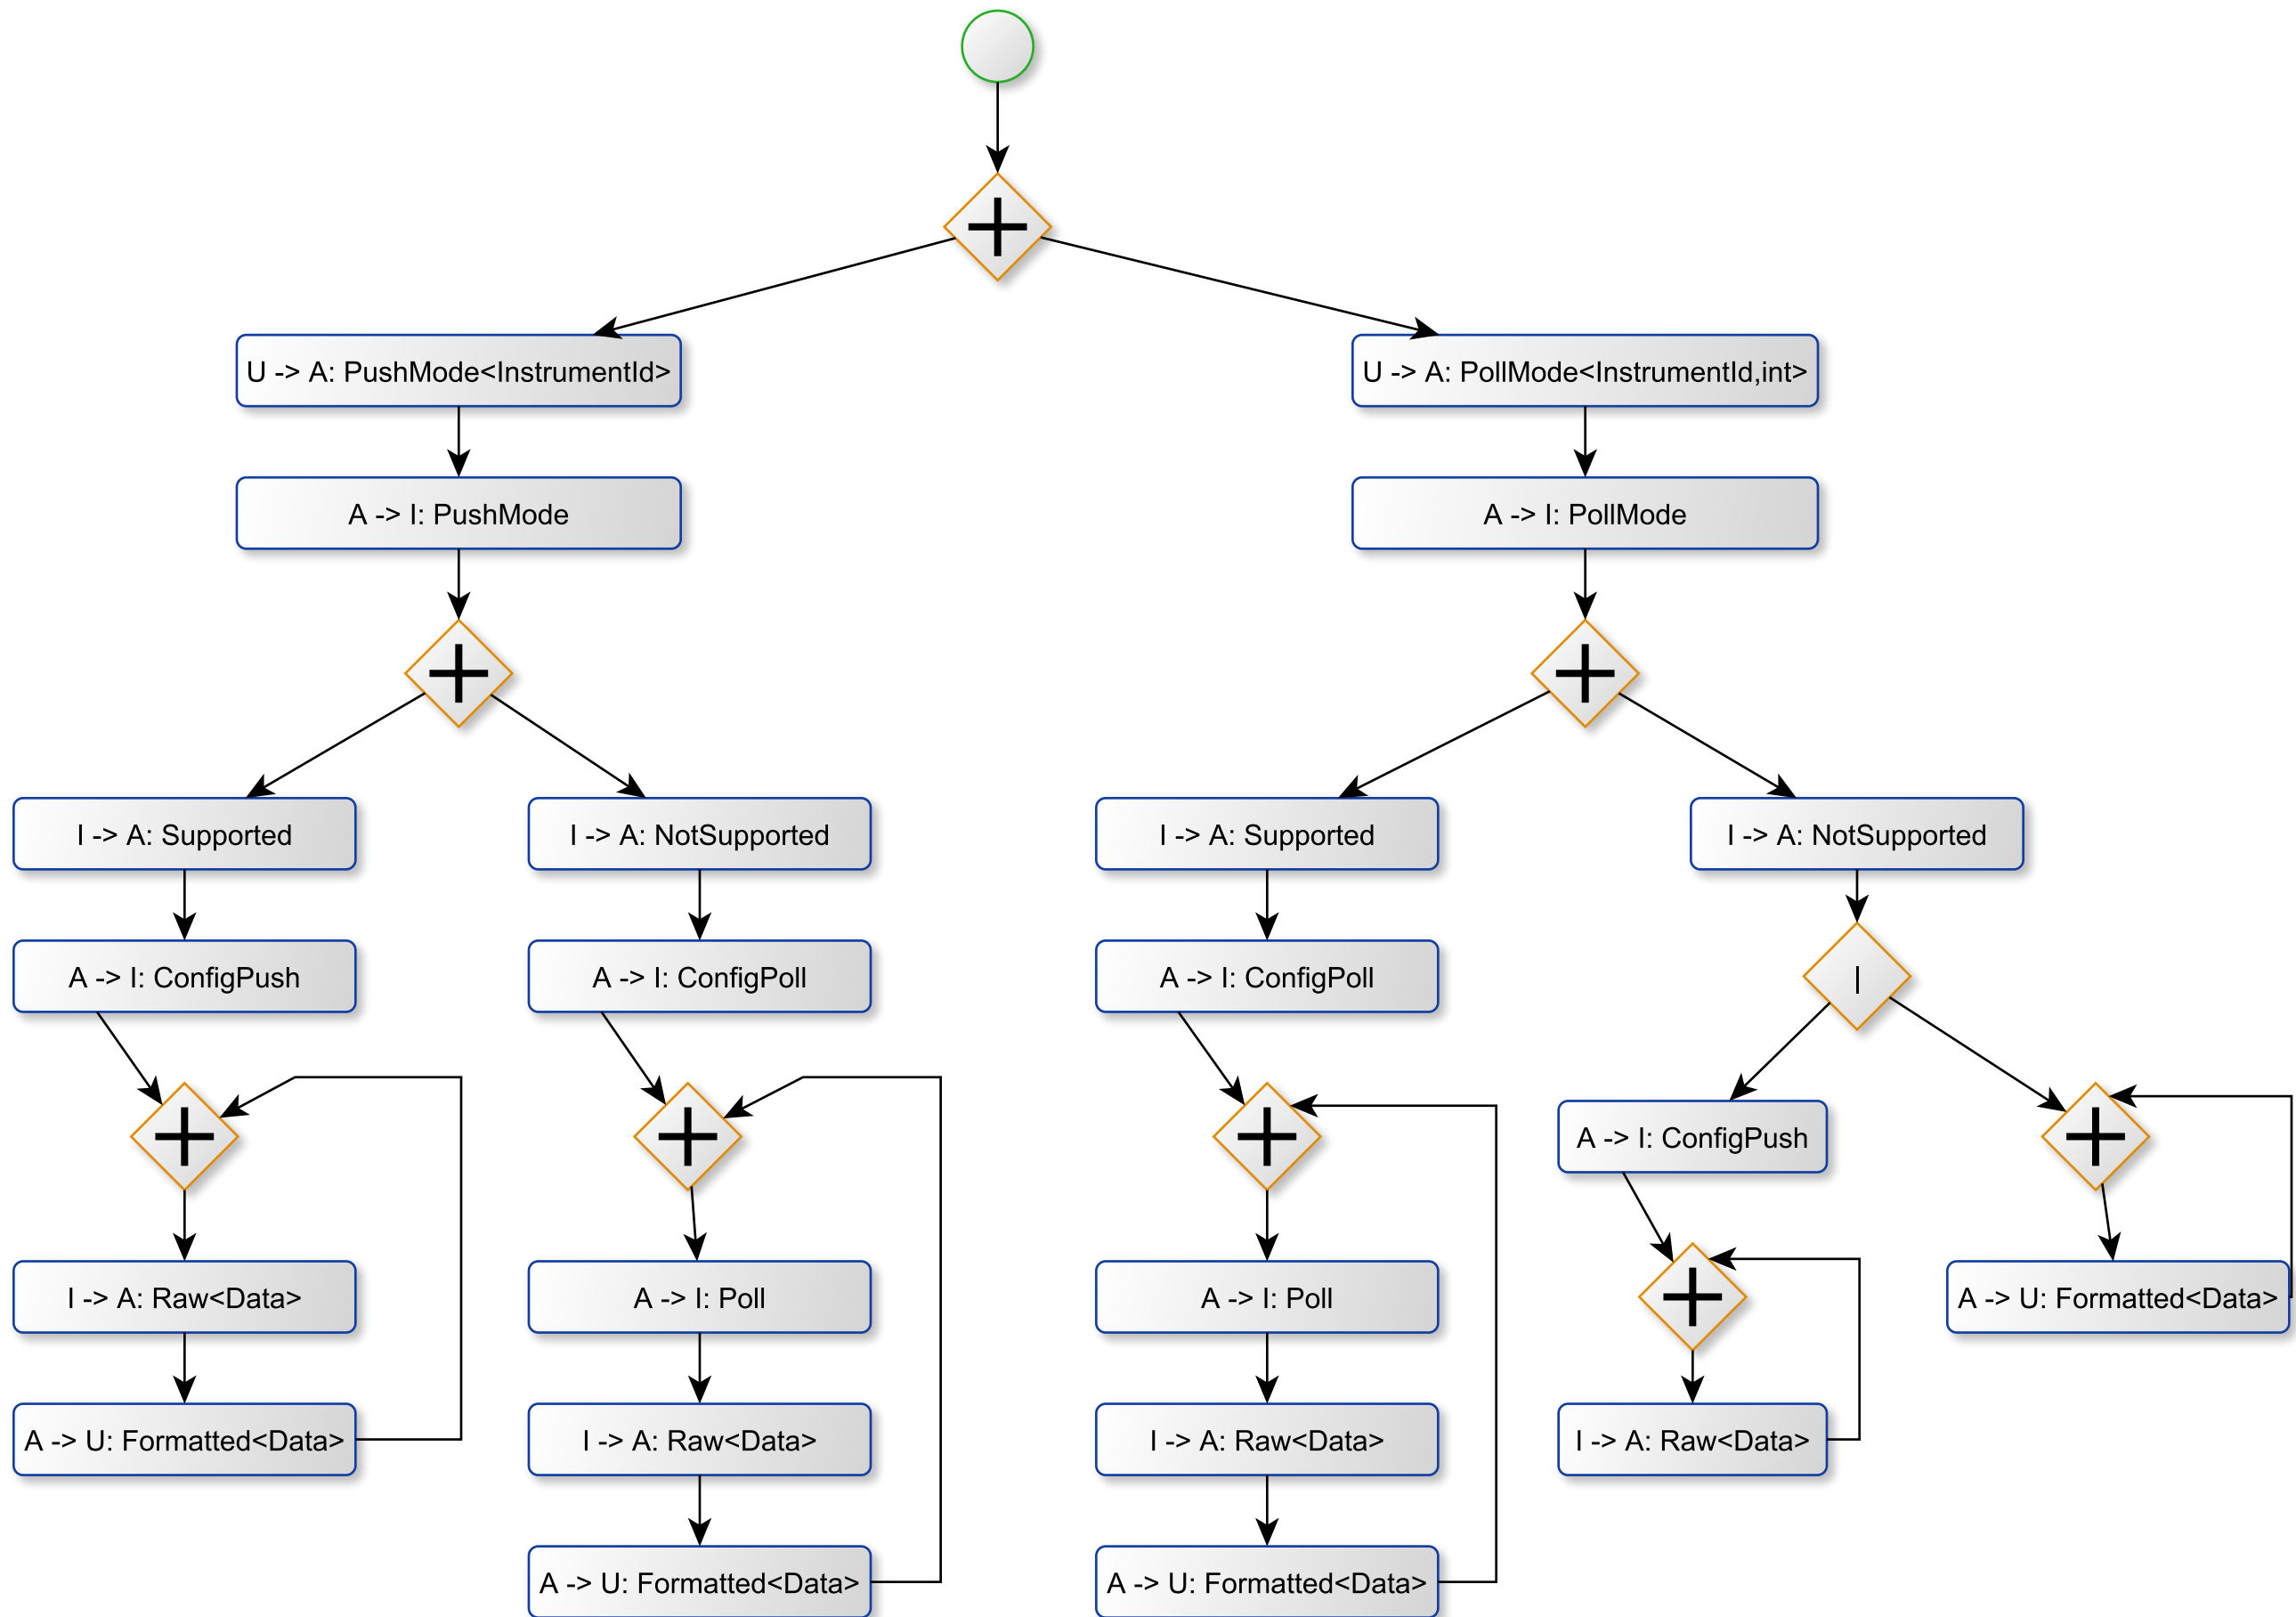 U -> A: PushMode<InstrumentId>
U -> A: PollMode<InstrumentId,int>
A -> I: PushMode
A -> I: PollMode
I -> A: Supported
I -> A: NotSupported
I -> A: Supported
I -> A: NotSupported
A -> I: ConfigPush
A -> I: ConfigPoll
A -> I: ConfigPoll
|
A -> I: ConfigPush
I -> A: Raw<Data>
A -> I: Poll
A -> I: Poll
A -> U: Formatted<Data>
A -> U: Formatted<Data>
I -> A: Raw<Data>
I -> A: Raw<Data>
I -> A: Raw<Data>
A -> U: Formatted<Data>
A -> U: Formatted<Data>